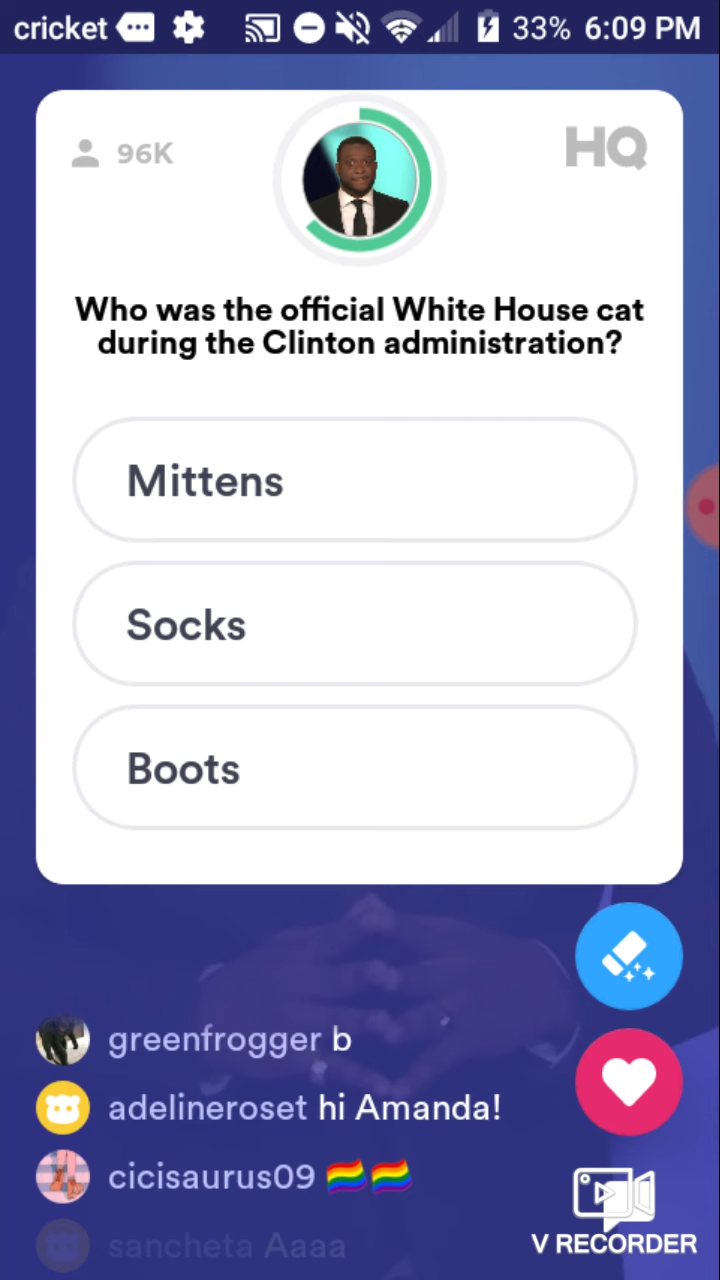 cricket 33% 6:09 PM
96K HQ
Who was the official White House cat
during the Clinton administration?
Mittens
Socks
Boots
greenfrogger b
adelineroset hi Amanda!
cicisaurus09 🏳️‍🌈🏳️‍🌈
sancheta Aaaa
V RECORDER